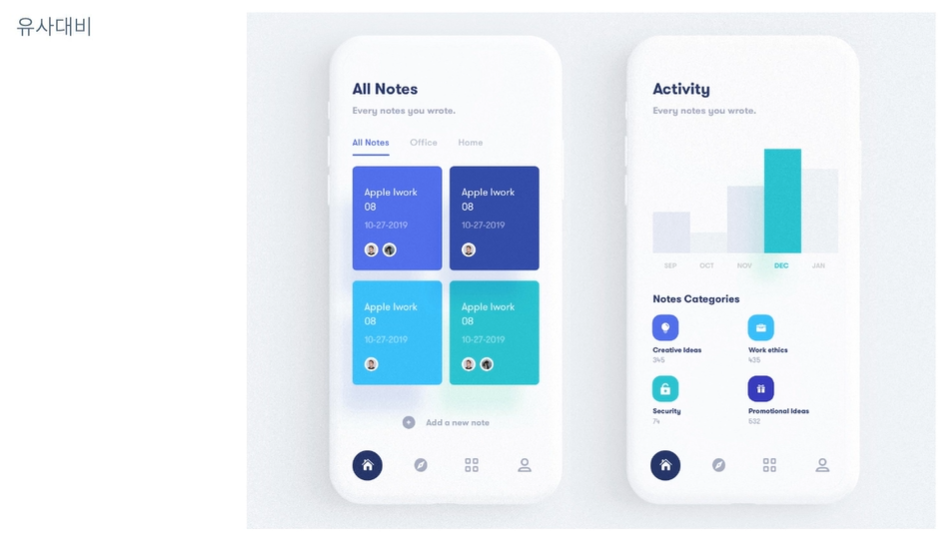 유사대비
All Notes
Every notes you wrote.
All Notes Office Home
Apple Iwork
08
10-27-2019
Apple Iwork
08
10-27-2019
Apple Iwork
08
10-27-2019
Apple Iwork
08
10-27-2019
Add a new note
Activity
Every notes you wrote.
SEP OCT NOV DEC JAN
Notes Categories
Creative Ideas
345
Work ethics
435
Security
74
Promotional Ideas
532